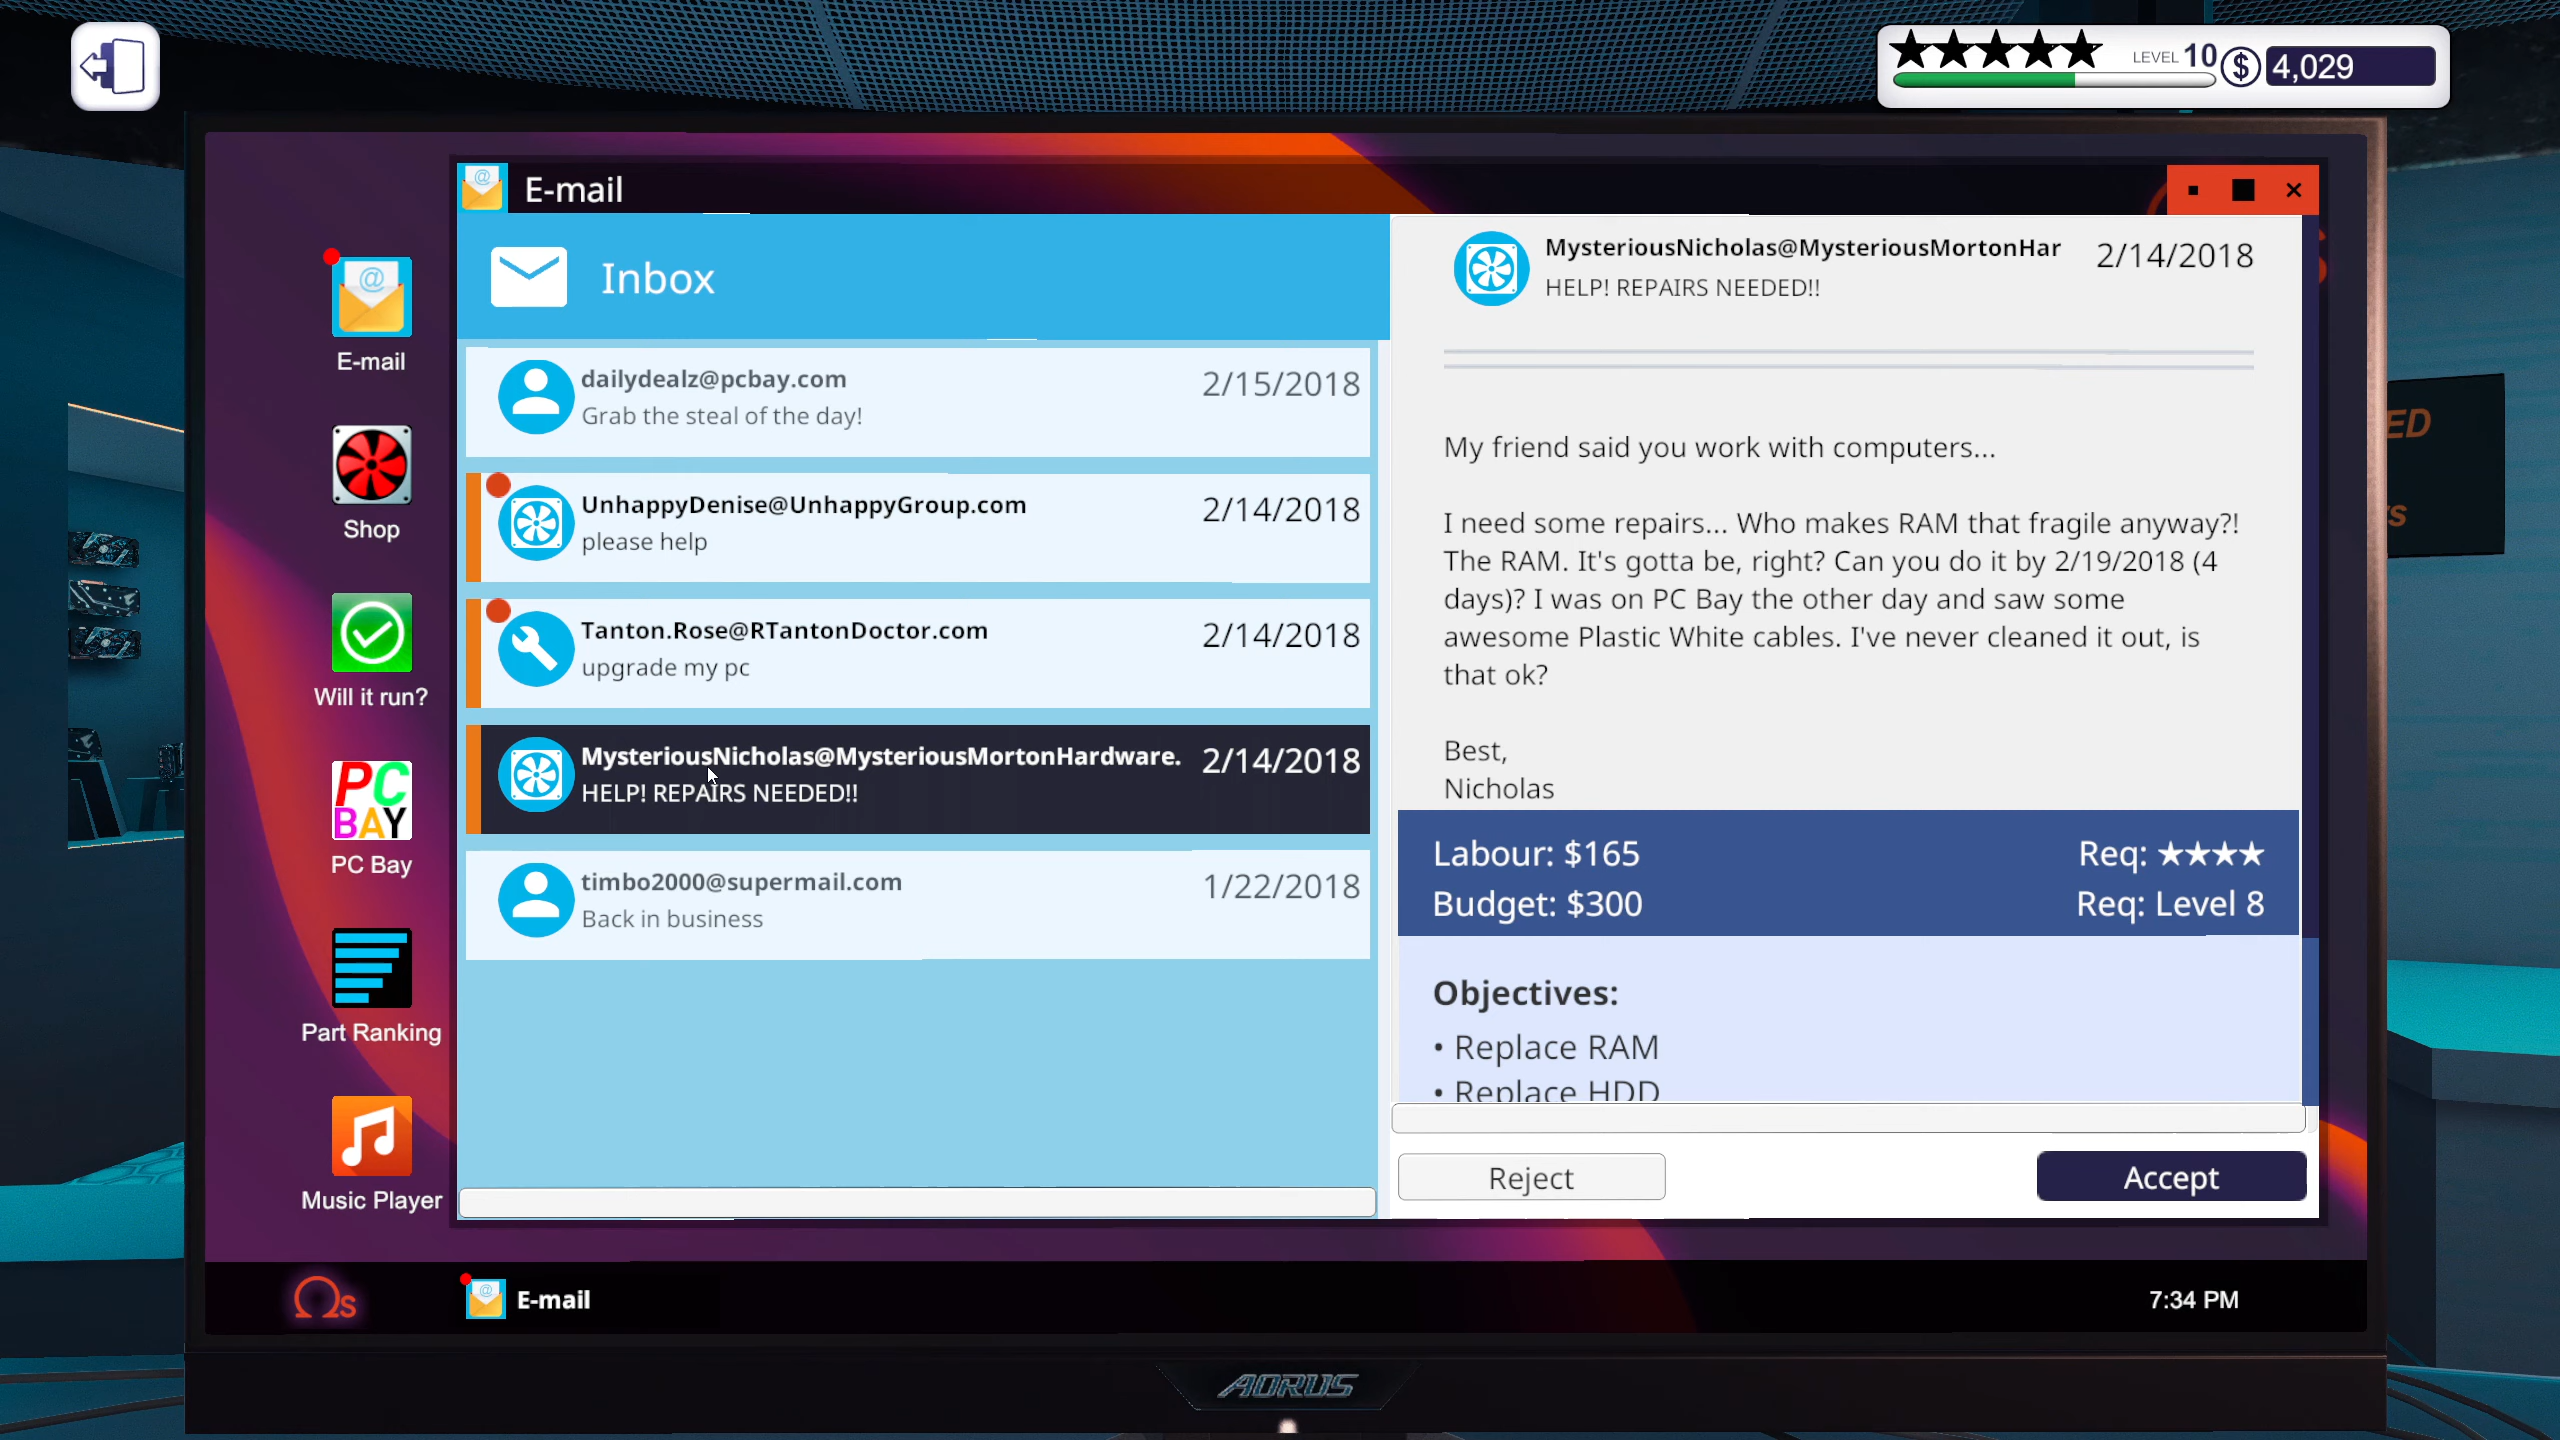 ★★★★★ LEVEL 10 $ 4,029
E-mail
Inbox
dailydealz@pcbay.com 2/15/2018
Grab the steal of the day!
UnhappyDenise@UnhappyGroup.com 2/14/2018
please help
Tanton.Rose@RTantonDoctor.com 2/14/2018
upgrade my pc
MysteriousNicholas@MysteriousMortonHardware. 2/14/2018
HELP! REPAIRS NEEDED!!
timbo2000@supermail.com 1/22/2018
Back in business
MysteriousNicholas@MysteriousMortonHar 2/14/2018
HELP! REPAIRS NEEDED!!
My friend said you work with computers...
I need some repairs... Who makes RAM that fragile anyway?!
The RAM. It's gotta be, right? Can you do it by 2/19/2018 (4
days)? I was on PC Bay the other day and saw some
awesome Plastic White cables. I've never cleaned it out, is
that ok?
Best,
Nicholas
Labour: $165 Req: ★★★★
Budget: $300 Req: Level 8
Objectives:
• Replace RAM
• Replace HDD
Reject Accept
E-mail
Shop
Will it run?
PC
BAY
PC Bay
Part Ranking
Music Player
Ωs E-mail 7:34 PM
AORUS
ED